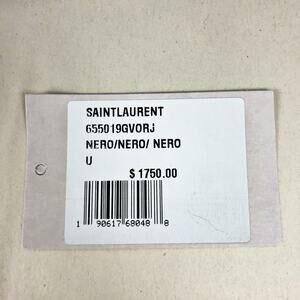 SAINTLAURENT
655019GVORJ
NERO/NERO/ NERO
U
$ 1750.00
1 90617 68048 8